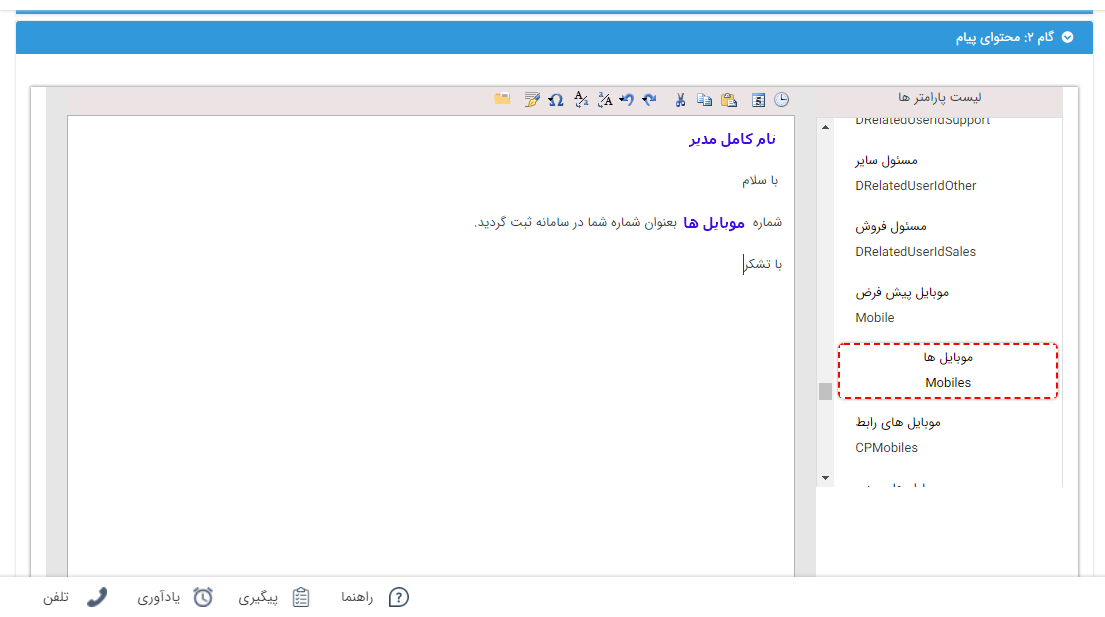 گام ۲: محتوای پیام
لیست پارامتر ها
DRelatedUserIdSupport
مسئول سایر
DRelatedUserIdOther
مسئول فروش
DRelatedUserIdSales
موبایل پیش فرض
Mobile
موبایل ها
Mobiles
موبایل های رابط
CPMobiles
نام کامل مدیر
با سلام
شماره موبایل ها بعنوان شماره شما در سامانه ثبت گردید.
با تشکر
راهنما پیگیری یادآوری تلفن